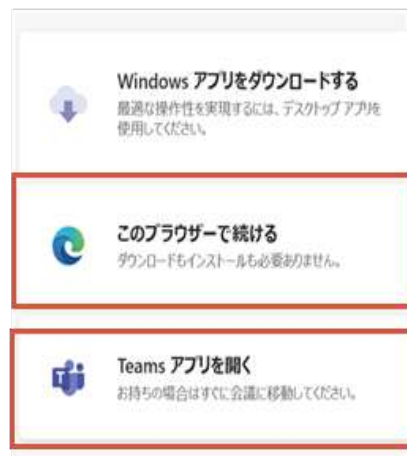 Windows アプリをダウンロードする
最適な操作性を実現するには、デスクトップ アプリを
使用してください。
このブラウザーで続ける
ダウンロードもインストールも必要ありません。
Teams アプリを開く
お持ちの場合はすぐに会議に移動してください。